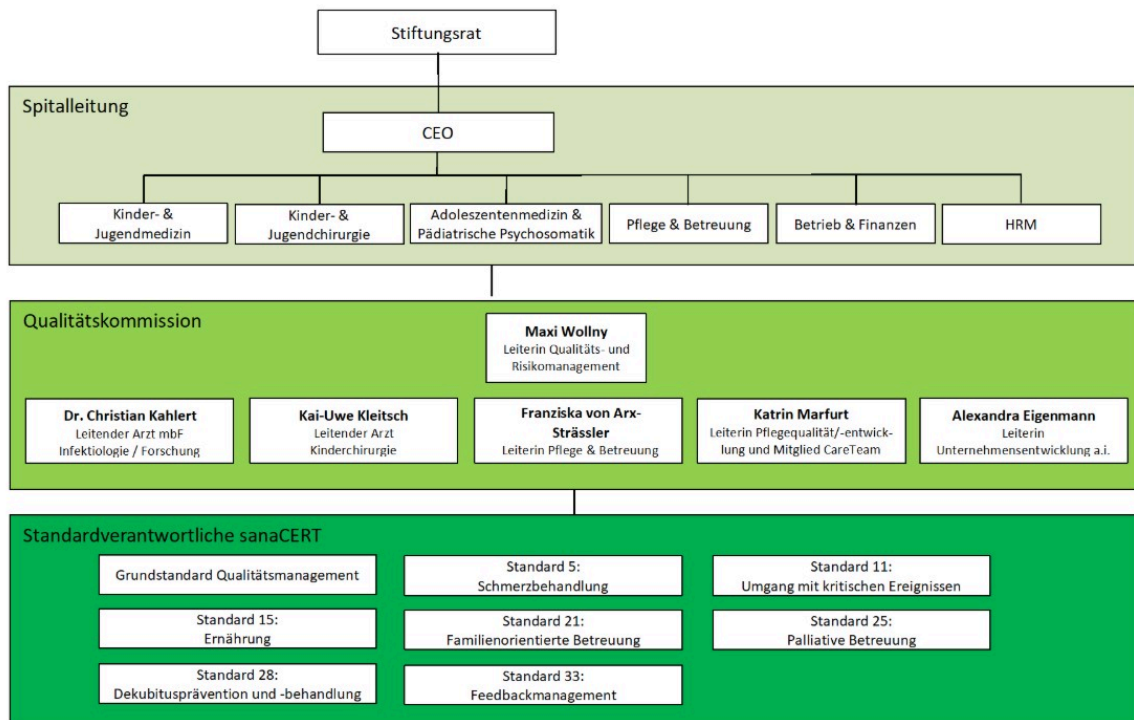 Stiftungsrat
Spitalleitung
CEO
Kinder- &
Jugendmedizin
Kinder- &
Jugendchirurgie
Adoleszentenmedizin &
Pädiatrische Psychosomatik
Pflege & Betreuung
Betrieb & Finanzen
HRM
Qualitätskommission
Maxi Wollny
Leiterin Qualitäts- und
Risikomanagement
Dr. Christian Kahlert
Leitender Arzt mbF
Infektiologie / Forschung
Kai-Uwe Kleitsch
Leitender Arzt
Kinderchirurgie
Franziska von Arx-
Strässler
Leiterin Pflege & Betreuung
Katrin Marfurt
Leiterin Pflegequalität/-entwick-
lung und Mitglied CareTeam
Alexandra Eigenmann
Leiterin
Unternehmensentwicklung a.i.
Standardverantwortliche sanaCERT
Grundstandard Qualitätsmanagement
Standard 5:
Schmerzbehandlung
Standard 11:
Umgang mit kritischen Ereignissen
Standard 15:
Ernährung
Standard 21:
Familienorientierte Betreuung
Standard 25:
Palliative Betreuung
Standard 28:
Dekubitusprävention und -behandlung
Standard 33:
Feedbackmanagement